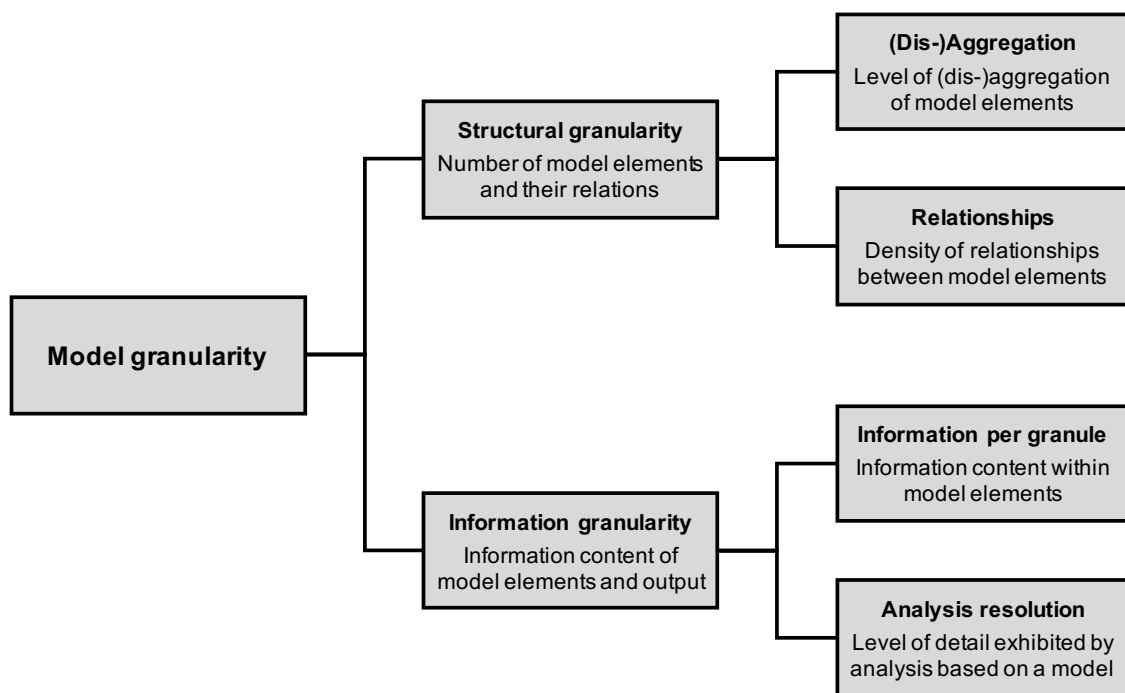 Model granularity
Structural granularity
Number of model elements
and their relations
(Dis-)Aggregation
Level of (dis-)aggregation
of model elements
Relationships
Density of relationships
between model elements
Information granularity
Information content of
model elements and output
Information per granule
Information content within
model elements
Analysis resolution
Level of detail exhibited by
analysis based on a model